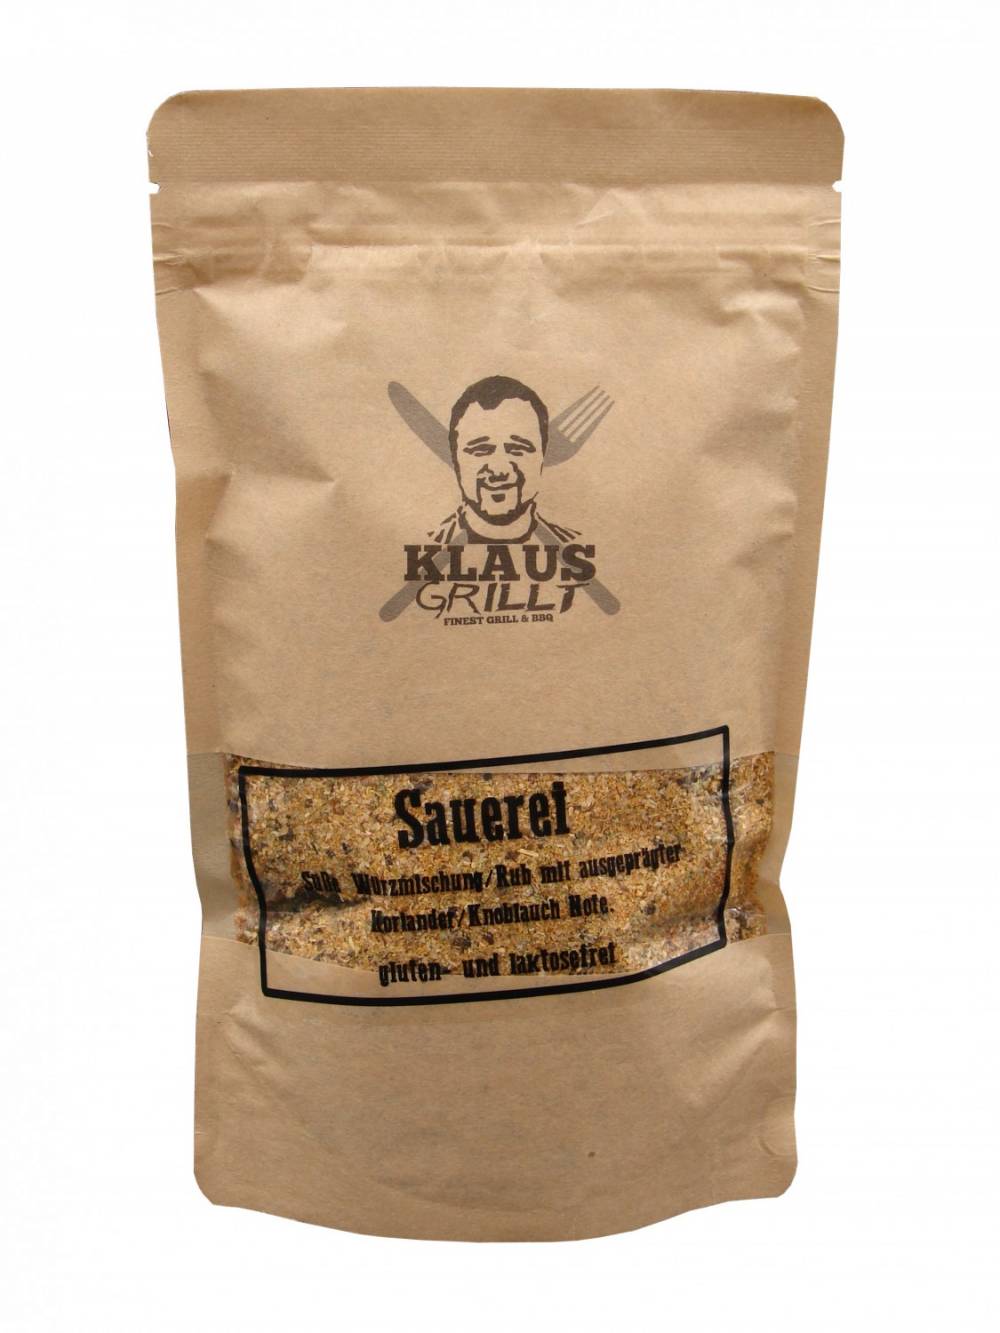 KLAUS
GRILLT
FINEST GRILL & BBQ
Sauerei
Süße Würzmischung/Rub mit ausgeprägter
Koriander/Knoblauch Note.
gluten- und laktosefrei